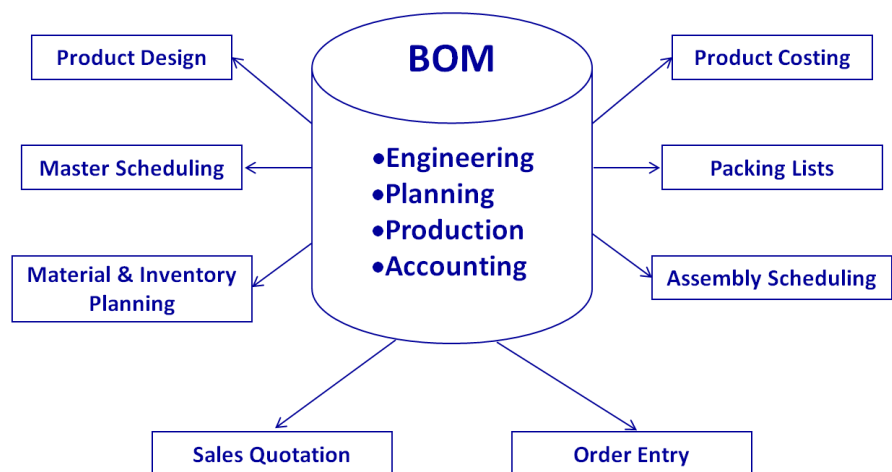 BOM
Product Design
Product Costing
•Engineering
Master Scheduling
Packing Lists
•Planning
•Production
•Accounting
Material & Inventory
Planning
Assembly Scheduling
Sales Quotation
Order Entry